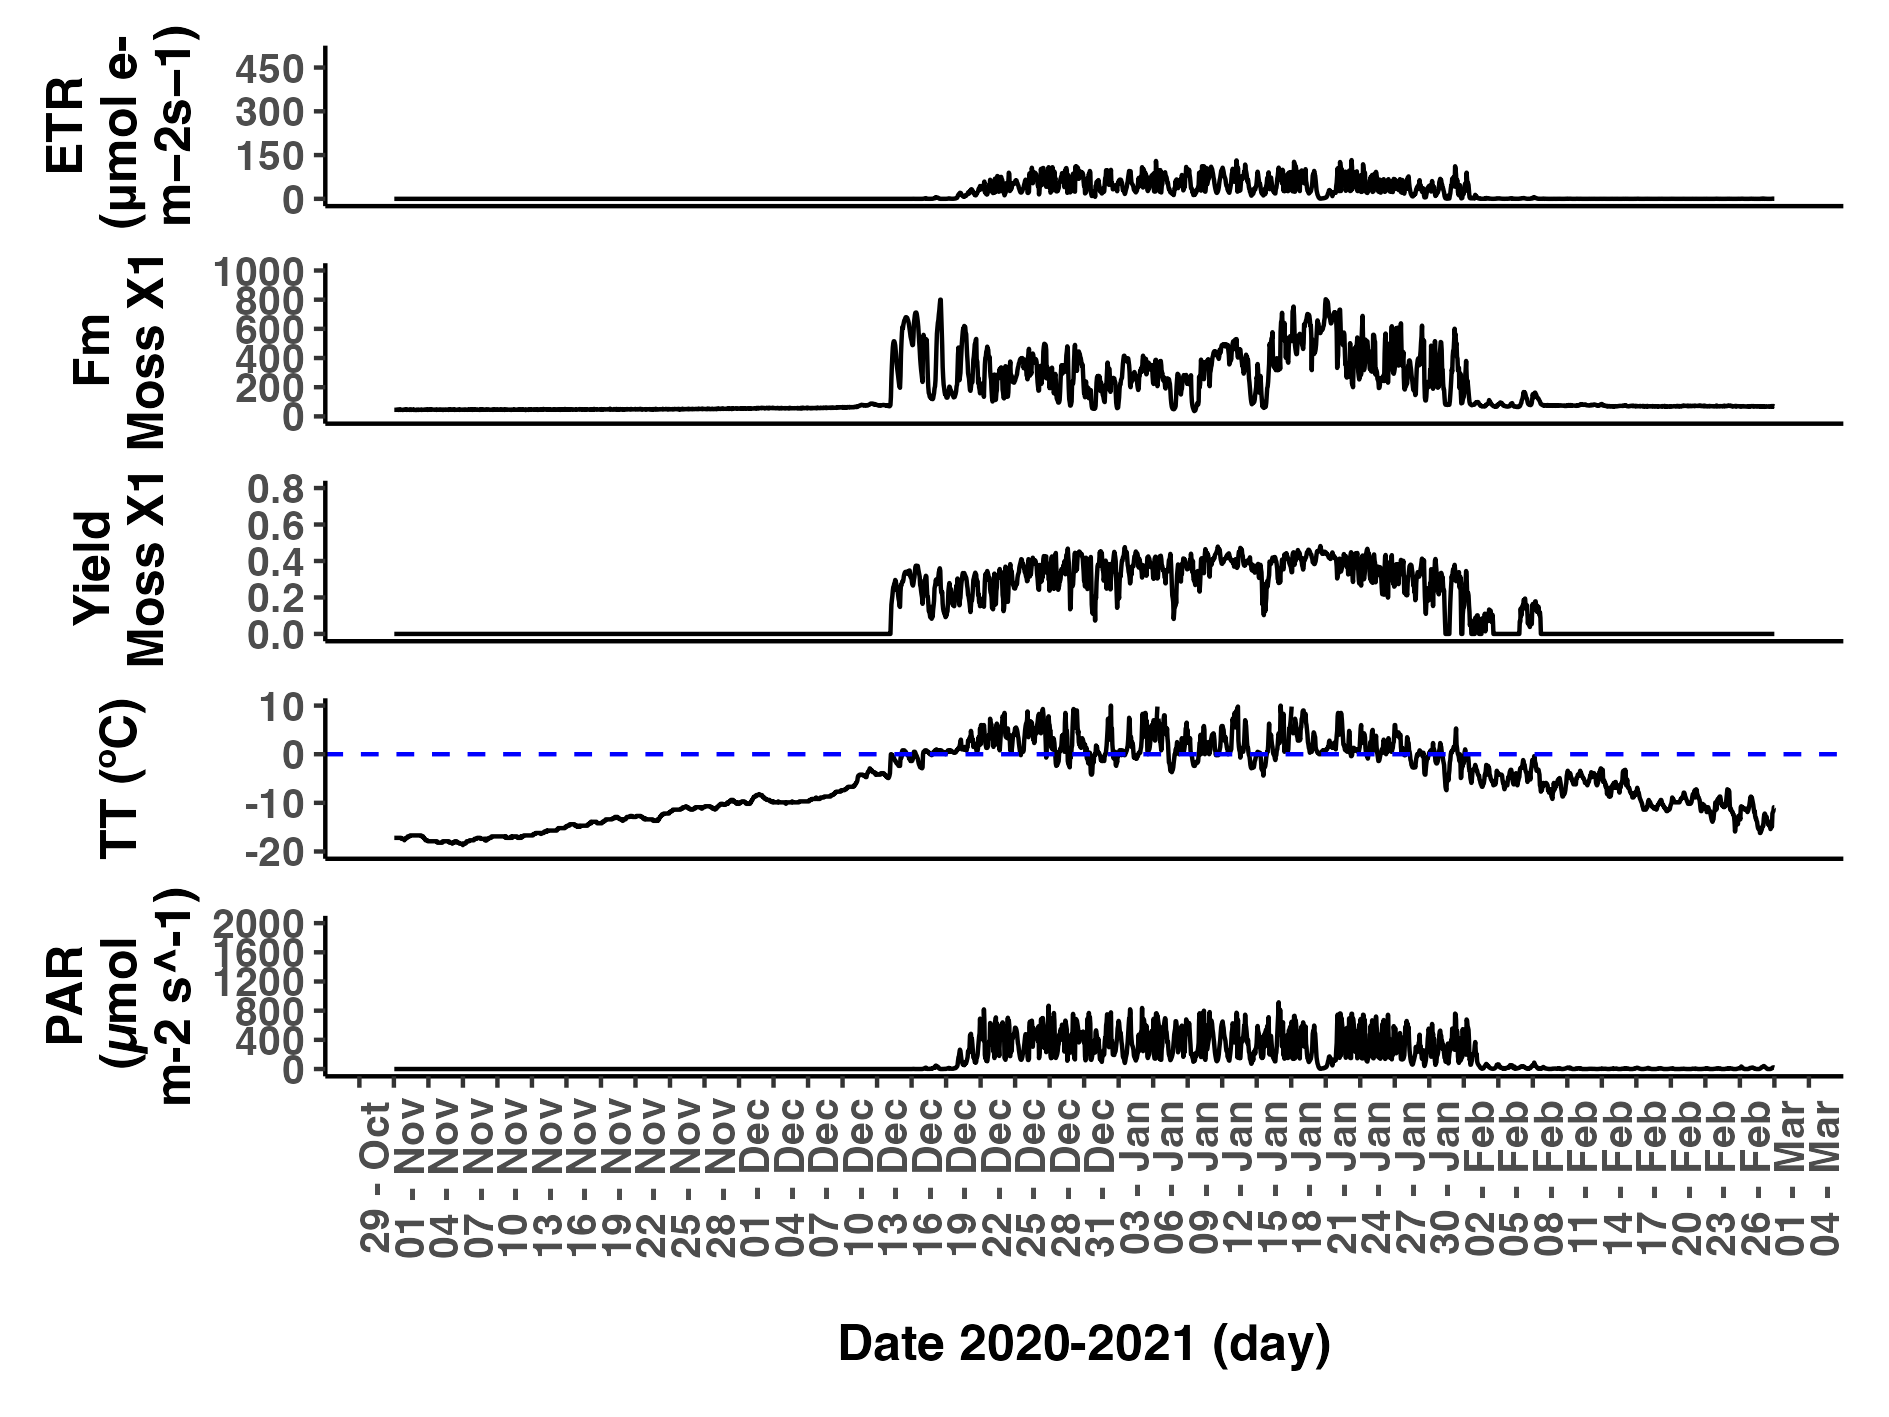 ETR
(µmol e-
m−2s−1)
450
300
150
0
Fm
Moss X1
1000
800
600
400
200
0
Yield
Moss X1
0.8
0.6
0.4
0.2
0.0
TT (ºC)
10
0
-10
-20
PAR
(µmol
m-2 s^-1)
2000
1600
1200
800
400
0
29 - Oct
01 - Nov
04 - Nov
07 - Nov
10 - Nov
13 - Nov
16 - Nov
19 - Nov
22 - Nov
25 - Nov
28 - Nov
01 - Dec
04 - Dec
07 - Dec
10 - Dec
13 - Dec
16 - Dec
19 - Dec
22 - Dec
25 - Dec
28 - Dec
31 - Dec
03 - Jan
06 - Jan
09 - Jan
12 - Jan
15 - Jan
18 - Jan
21 - Jan
24 - Jan
27 - Jan
30 - Jan
02 - Feb
05 - Feb
08 - Feb
11 - Feb
14 - Feb
17 - Feb
20 - Feb
23 - Feb
26 - Feb
01 - Mar
04 - Mar
Date 2020-2021 (day)